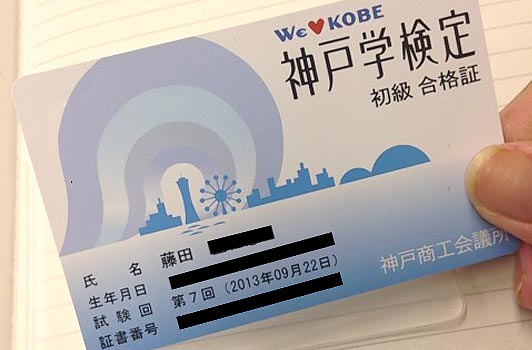 We♥KOBE
神戸学検定
初級 合格証
氏名 藤田
生年月日
試験回 第7回(2013年09月22日)
証書番号
神戸商工会議所